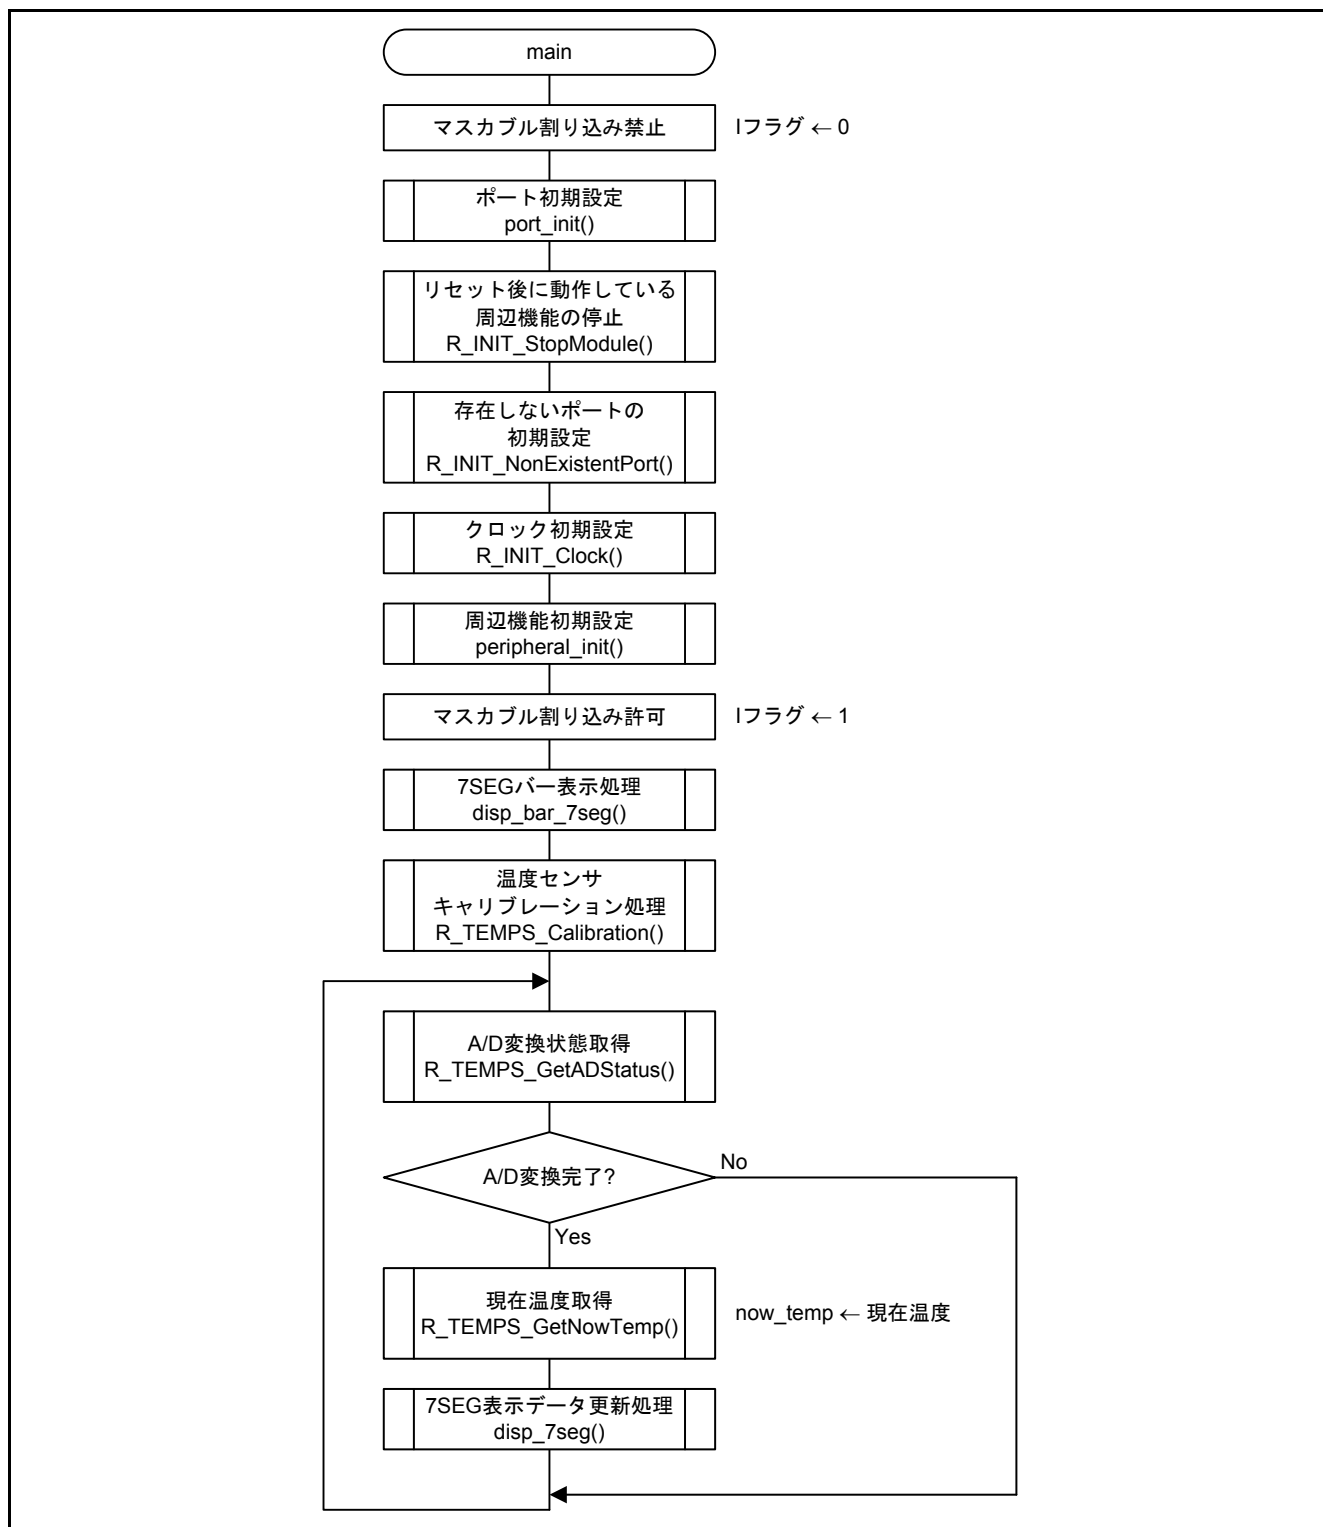 main
マスカブル割り込み禁止
Iフラグ ← 0
ポート初期設定
port_init()
リセット後に動作している
周辺機能の停止
R_INIT_StopModule()
存在しないポートの
初期設定
R_INIT_NonExistentPort()
クロック初期設定
R_INIT_Clock()
周辺機能初期設定
peripheral_init()
マスカブル割り込み許可
Iフラグ ← 1
7SEGバー表示処理
disp_bar_7seg()
温度センサ
キャリブレーション処理
R_TEMPS_Calibration()
A/D変換状態取得
R_TEMPS_GetADStatus()
A/D変換完了?
No
Yes
現在温度取得
R_TEMPS_GetNowTemp()
now_temp ← 現在温度
7SEG表示データ更新処理
disp_7seg()